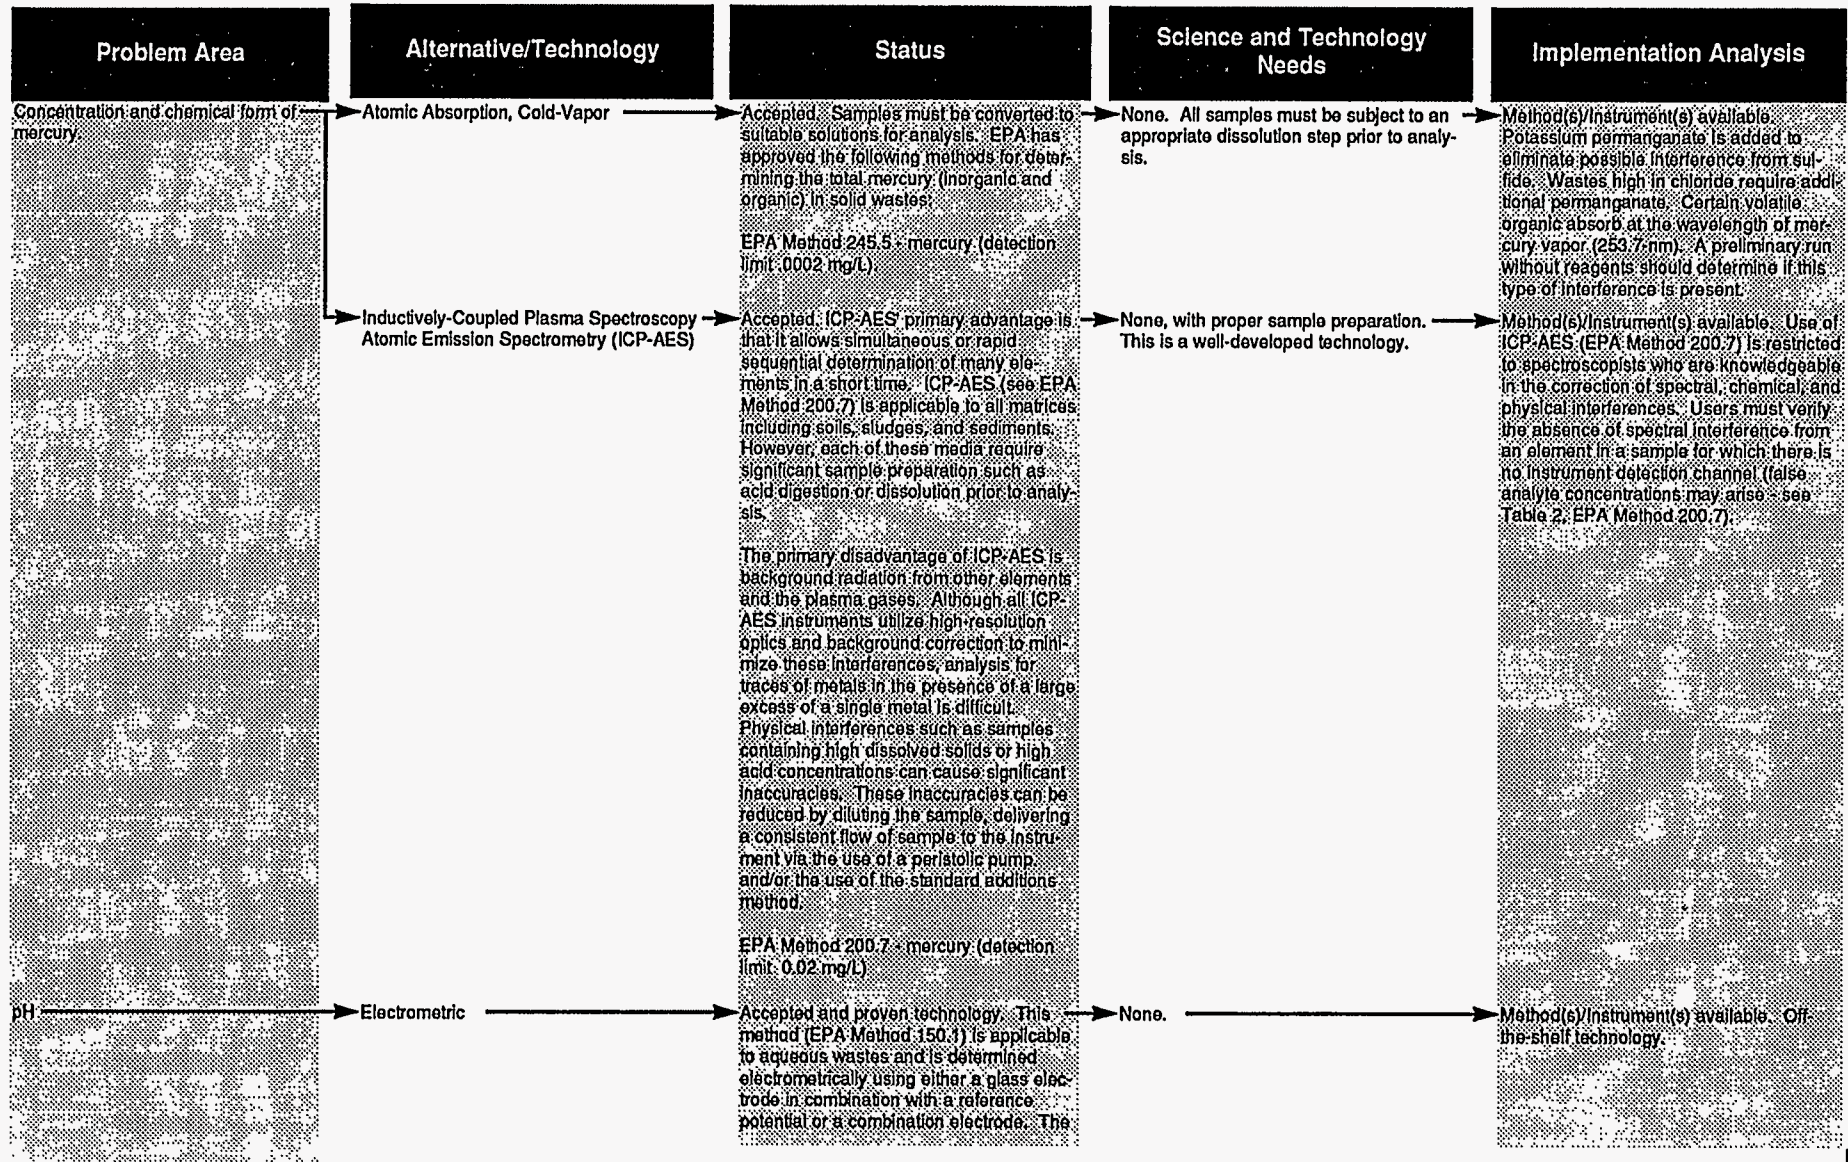 Problem Area
Alternative/Technology
Status
Science and Technology
Needs
Implementation Analysis
Concentration and chemical form of
mercury.
Atomic Absorption, Cold-Vapor
Accepted. Samples must be converted to
suitable solutions for analysis. EPA has
approved the following methods for deter-
mining the total mercury (inorganic and
organic) in solid wastes:
EPA Method 245.5 - mercury (detection
limit .0002 mg/L).
None. All samples must be subject to an
appropriate dissolution step prior to analy-
sis.
Method(s)/Instrument(s) available.
Potassium permanganate is added to
eliminate possible interference from sul-
fide. Wastes high in chloride require addi-
tional permanganate. Certain volatile
organic absorb at the wavelength of mer-
cury vapor (253.7-nm). A preliminary run
without reagents should determine if this
type of interference is present.
Inductively-Coupled Plasma Spectroscopy
Atomic Emission Spectrometry (ICP-AES)
Accepted. ICP-AES' primary advantage is
that it allows simultaneous or rapid
sequential determination of many ele-
ments in a short time. ICP-AES (see EPA
Method 200.7) is applicable to all matrices
including soils, sludges, and sediments.
However, each of these media require
significant sample preparation such as
acid digestion or dissolution prior to analy-
sis.
The primary disadvantage of ICP-AES is
background radiation from other elements
and the plasma gases. Although all ICP-
AES instruments utilize high-resolution
optics and background correction to mini-
mize these interferences, analysis for
traces of metals in the presence of a large
excess of a single metal is difficult.
Physical interferences such as samples
containing high dissolved solids or high
acid concentrations can cause significant
inaccuracies. These inaccuracies can be
reduced by diluting the sample, delivering
a consistent flow of sample to the instru-
ment via the use of a peristolic pump,
and/or the use of the standard additions
method.
EPA Method 200.7 - mercury (detection
limit 0.02 mg/L)
None, with proper sample preparation.
This is a well-developed technology.
Method(s)/Instrument(s) available. Use of
ICP-AES (EPA Method 200.7) is restricted
to spectroscopists who are knowledgeable
in the correction of spectral, chemical, and
physical interferences. Users must verify
the absence of spectral interference from
an element in a sample for which there is
no instrument detection channel (false
analyte concentrations may arise - see
Table 2, EPA Method 200.7).
pH
Electrometric
Accepted and proven technology. This
method (EPA Method 150.1) is applicable
to aqueous wastes and is determined
electrometrically using either a glass elec-
trode in combination with a reference
potential or a combination electrode. The
None.
Method(s)/Instrument(s) available. Off-
the-shelf technology.